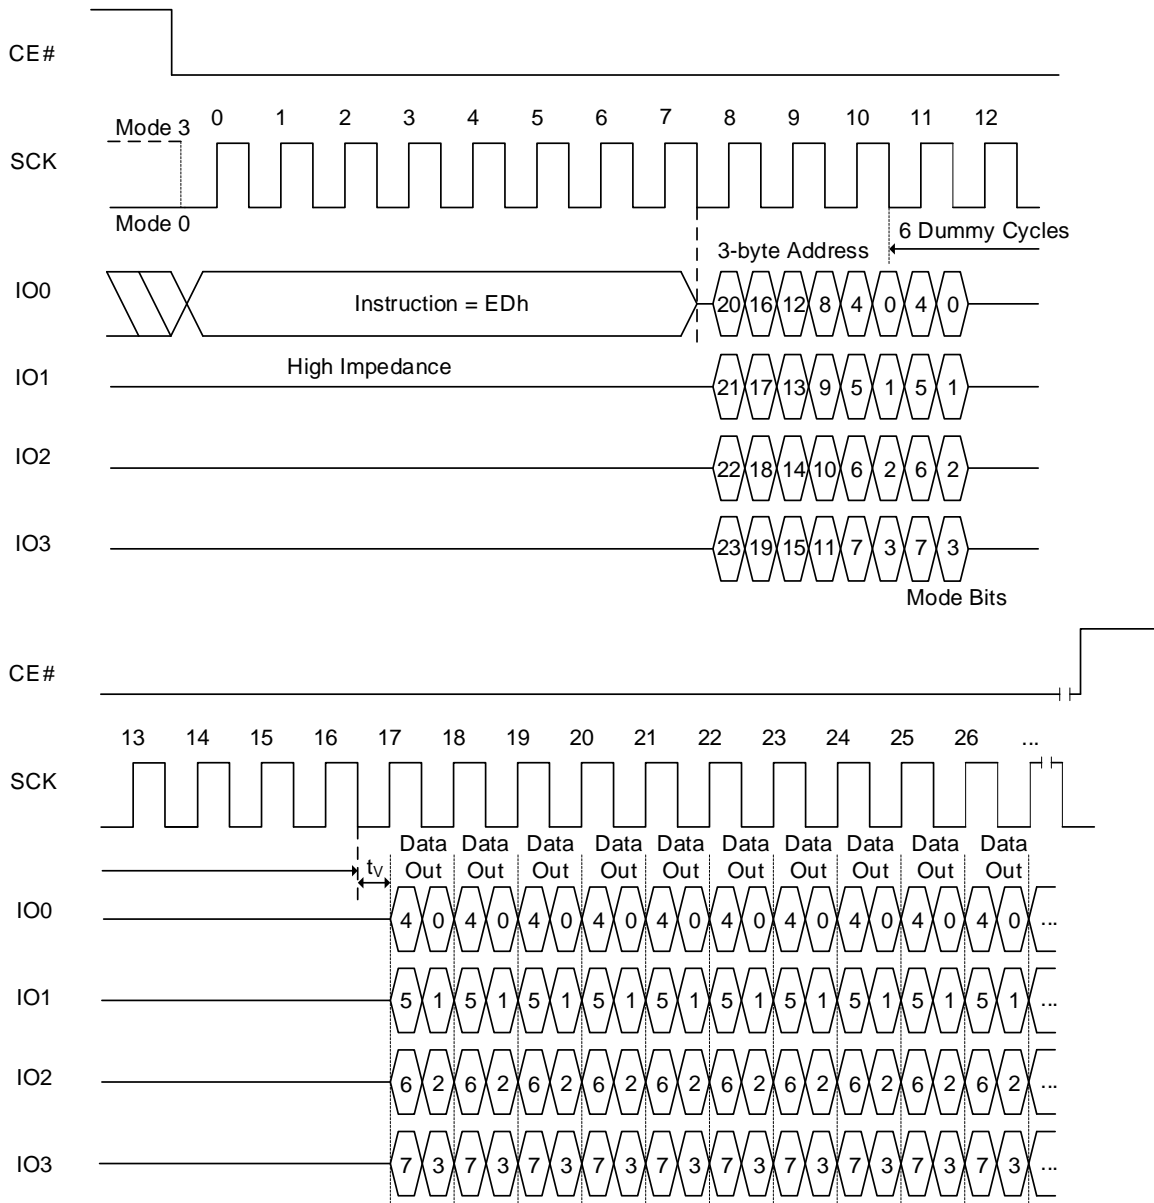 CE#
0 1 2 3 4 5 6 7 8 9 10 11 12
Mode 3
SCK
Mode 0
6 Dummy Cycles
3-byte Address
IO0 Instruction = EDh 20 16 12 8 4 0 4 0
High Impedance
IO1 21 17 13 9 5 1 5 1
IO2 22 18 14 10 6 2 6 2
IO3 23 19 15 11 7 3 7 3
Mode Bits
CE#
13 14 15 16 17 18 19 20 21 22 23 24 25 26 ...
SCK
Data Data Data Data Data Data Data Data Data Data
tV Out Out Out Out Out Out Out Out Out Out
IO0 4 0 4 0 4 0 4 0 4 0 4 0 4 0 4 0 4 0 4 0 ...
IO1 5 1 5 1 5 1 5 1 5 1 5 1 5 1 5 1 5 1 5 1 ...
IO2 6 2 6 2 6 2 6 2 6 2 6 2 6 2 6 2 6 2 6 2 ...
IO3 7 3 7 3 7 3 7 3 7 3 7 3 7 3 7 3 7 3 7 3 ...